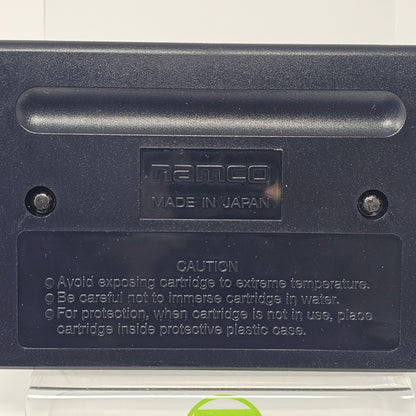 namco
MADE IN JAPAN
CAUTION
Avoid exposing cartridge to extreme temperature.
Be careful not to immerse cartridge in water.
For protection, when cartridge is not in use, place
cartridge inside protective plastic case.